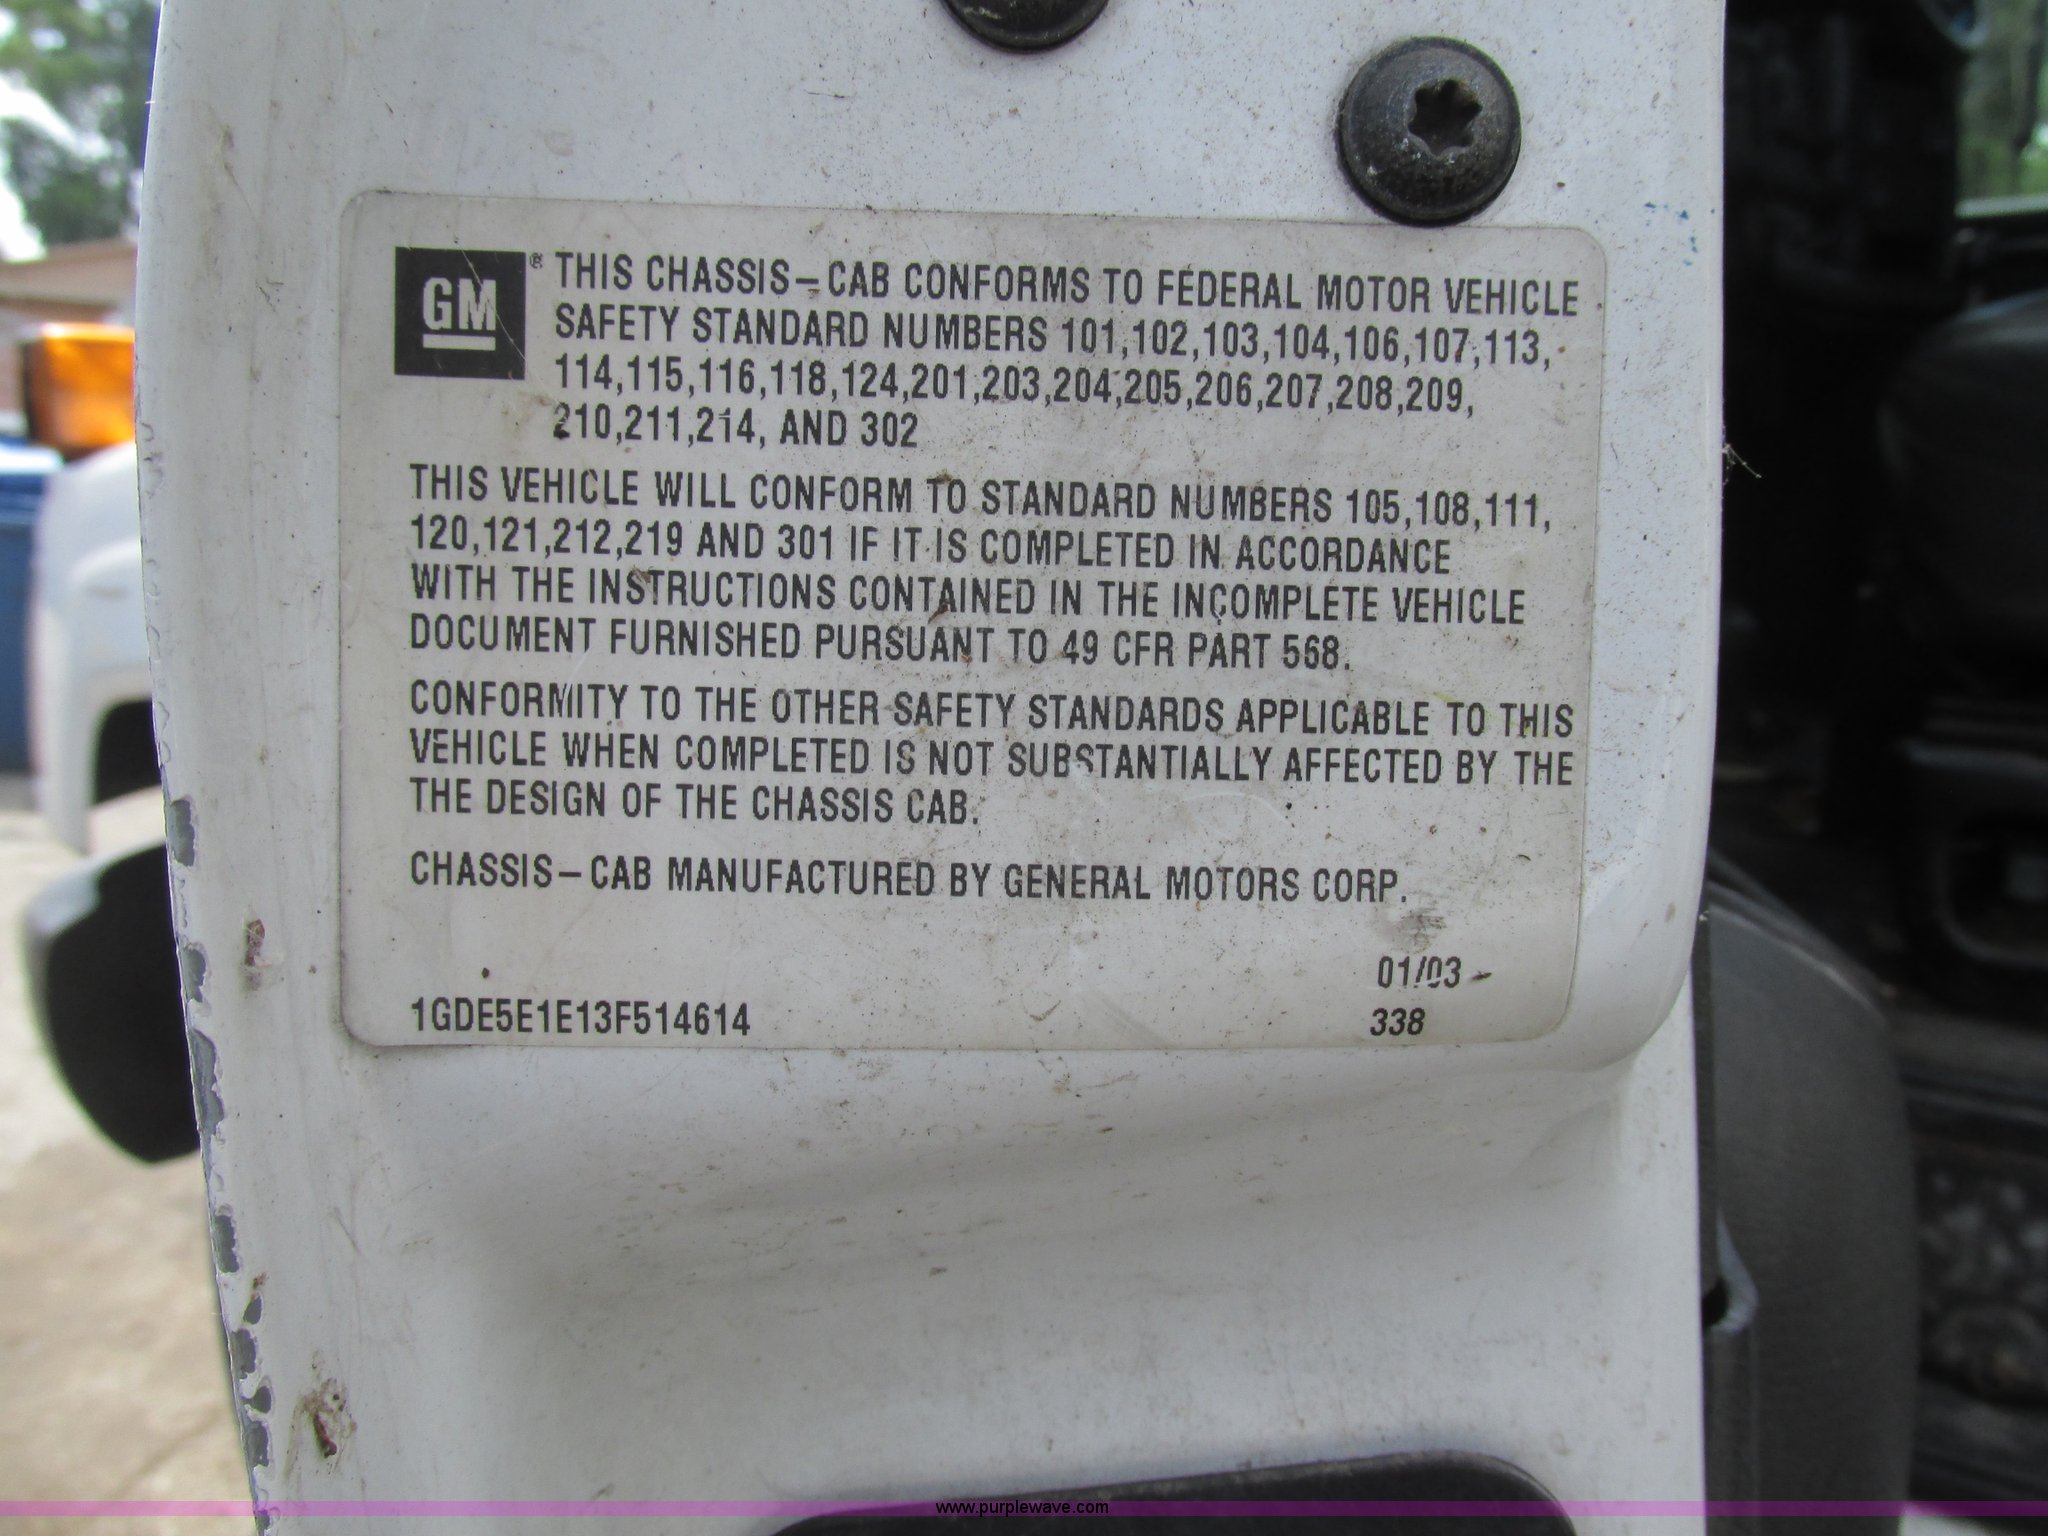 GM ® THIS CHASSIS-CAB CONFORMS TO FEDERAL MOTOR VEHICLE
SAFETY STANDARD NUMBERS 101,102,103,104,106,107,113,
114,115,116,118,124,201,203,204,205,206,207,208,209,
210,211,214, AND 302
THIS VEHICLE WILL CONFORM TO STANDARD NUMBERS 105,108,111,
120,121,212,219 AND 301 IF IT IS COMPLETED IN ACCORDANCE
WITH THE INSTRUCTIONS CONTAINED IN THE INCOMPLETE VEHICLE
DOCUMENT FURNISHED PURSUANT TO 49 CFR PART 568.
CONFORMITY TO THE OTHER SAFETY STANDARDS APPLICABLE TO THIS
VEHICLE WHEN COMPLETED IS NOT SUBSTANTIALLY AFFECTED BY THE
THE DESIGN OF THE CHASSIS CAB.
CHASSIS-CAB MANUFACTURED BY GENERAL MOTORS CORP.
01/03
1GDE5E1E13F514614 338
www.purplewave.com